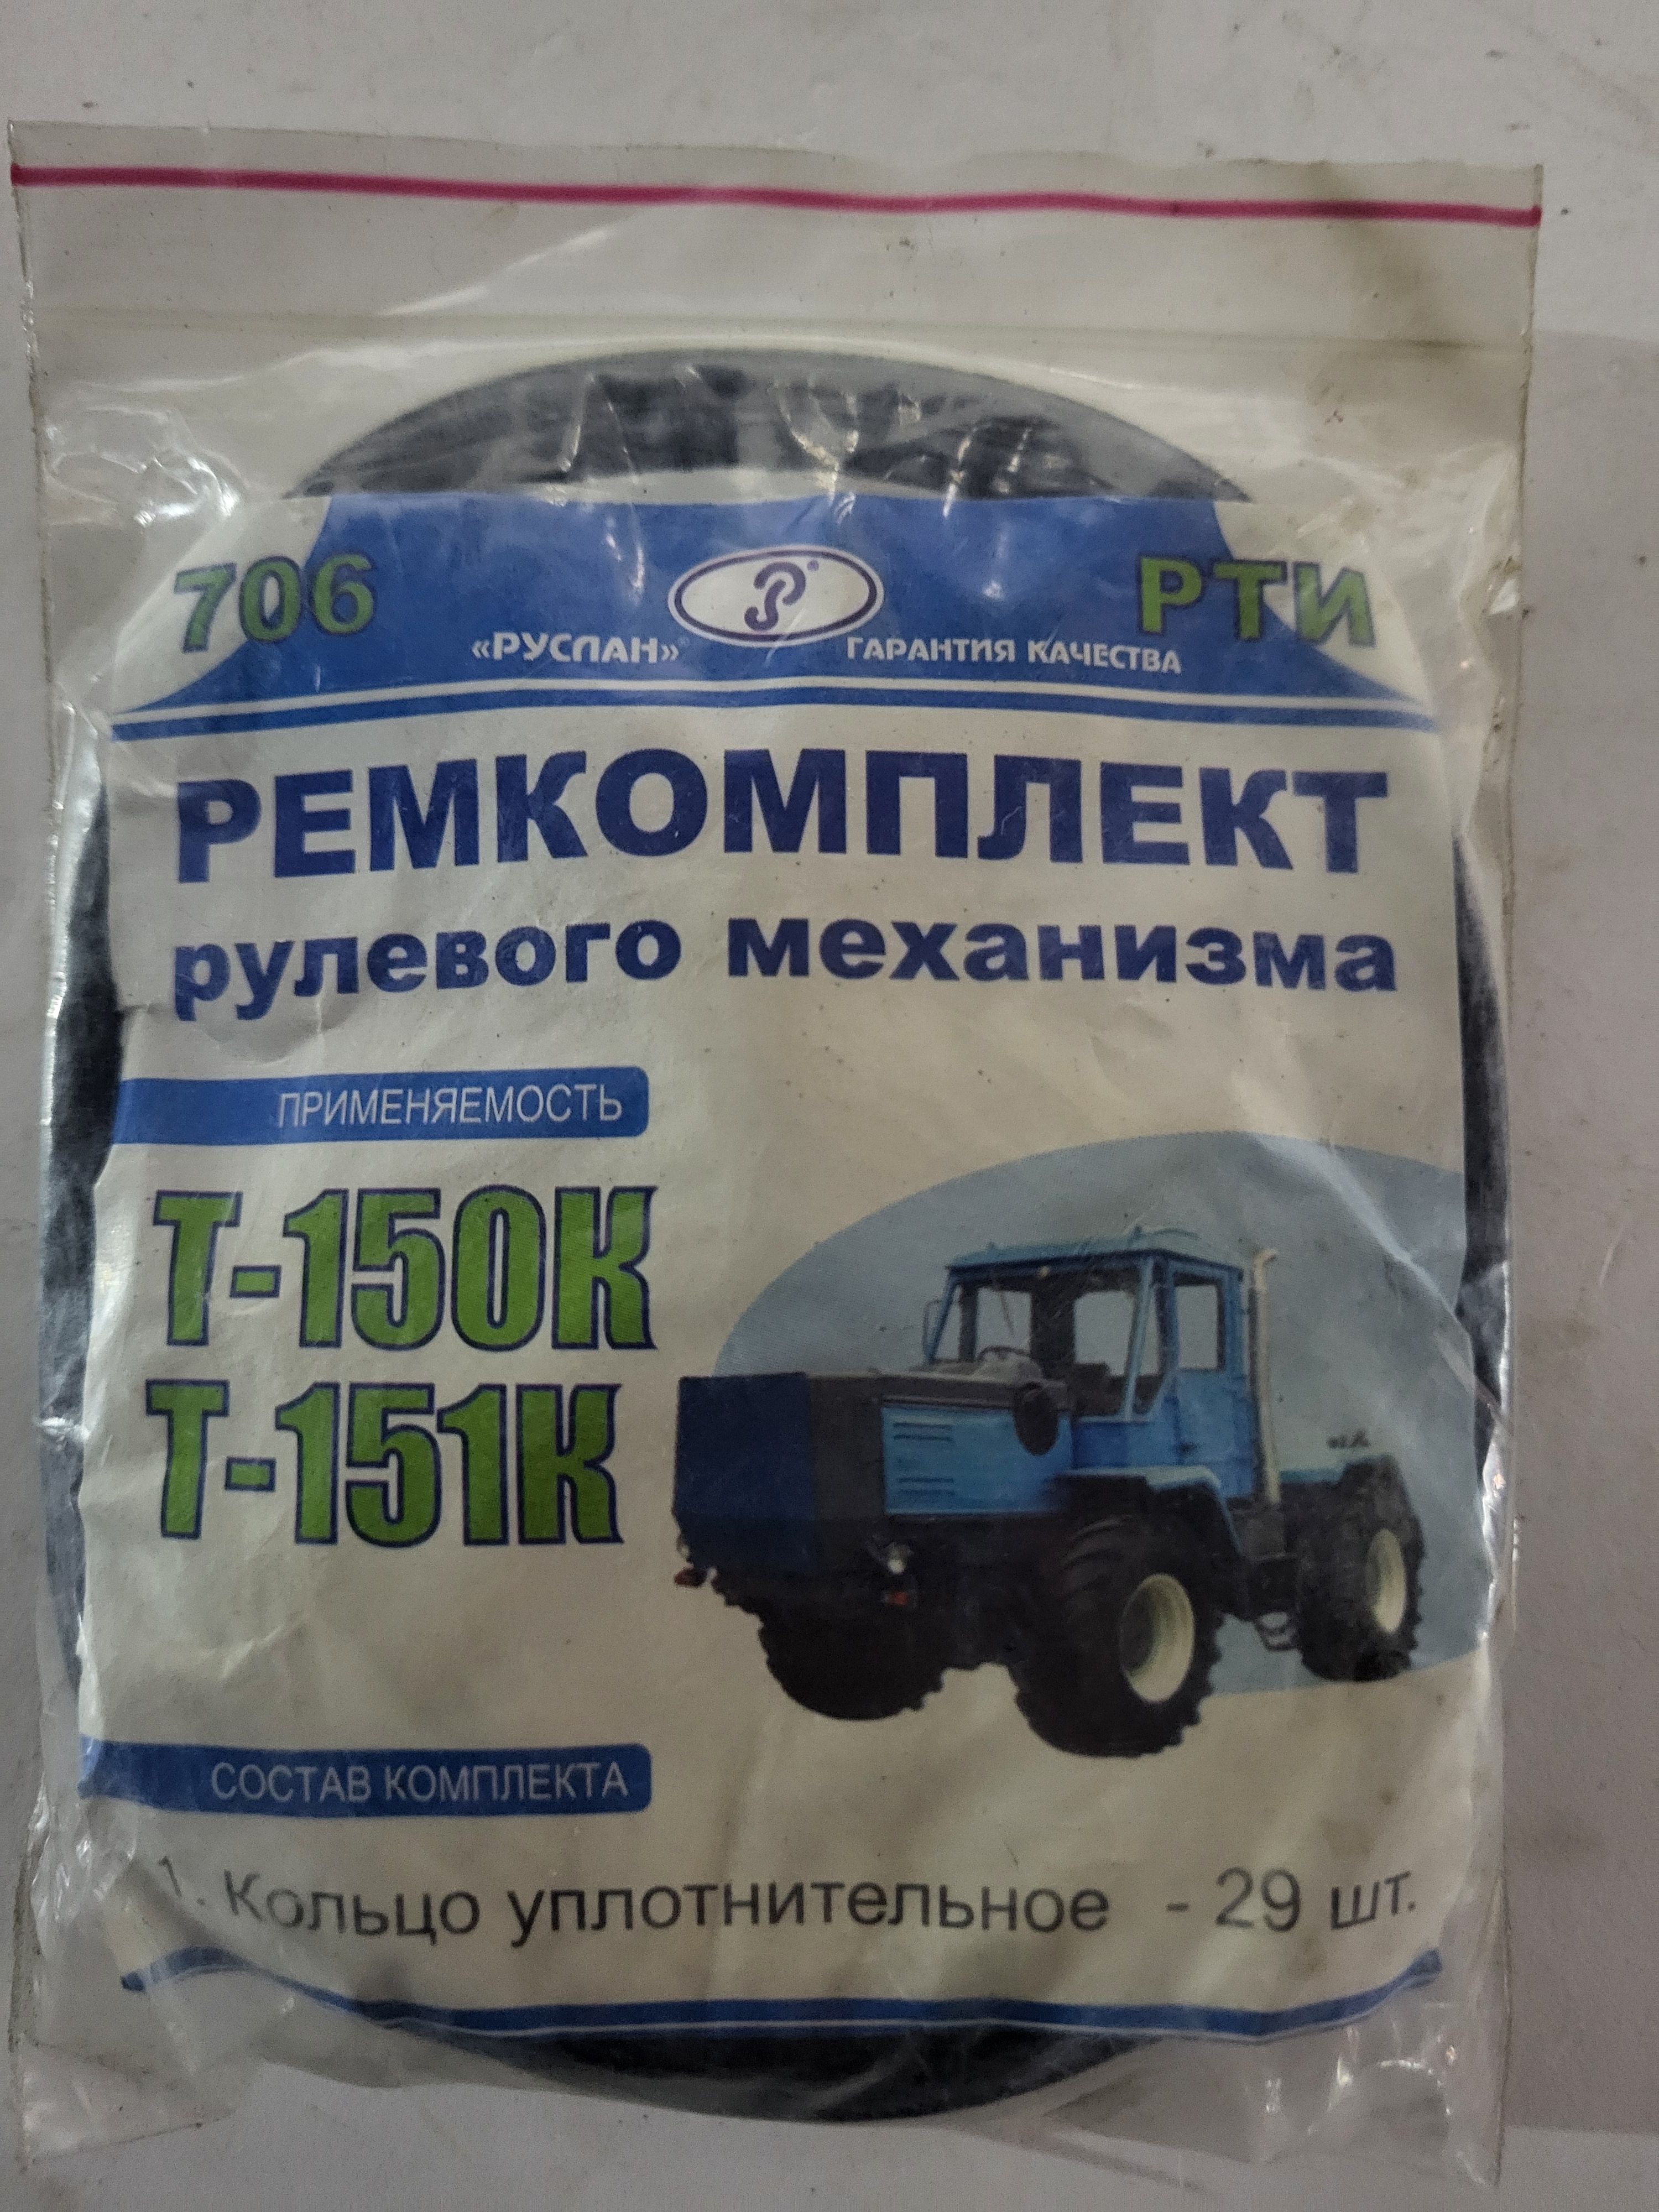 706 РТИ
«РУСЛАН»® ® ГАРАНТИЯ КАЧЕСТВА
РЕМКОМПЛЕКТ
рулевого механизма
ПРИМЕНЯЕМОСТЬ
Т-150К
Т-151К
СОСТАВ КОМПЛЕКТА
1. Кольцо уплотнительное - 29 шт.